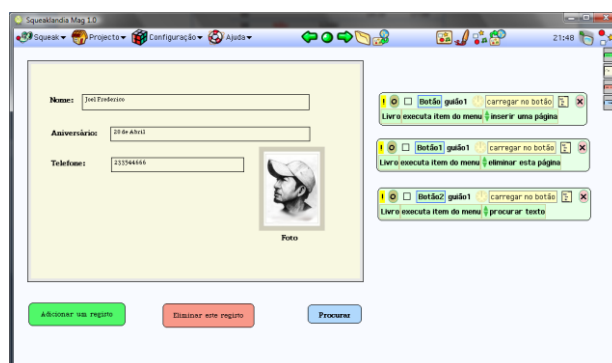 Squeaklandia Mag 1.0
Squeak Projecto Configuração Ajuda 21:48
Nome: Joel Frederico
Aniversário: 20 de Abril
Telefone: 233544666
Foto
! Botão guião1 carregar no botão
Livro executa item do menu inserir uma página
! Botão1 guião1 carregar no botão
Livro executa item do menu eliminar esta página
! Botão2 guião1 carregar no botão
Livro executa item do menu procurar texto
Adicionar um registo
Eliminar este registo
Procurar